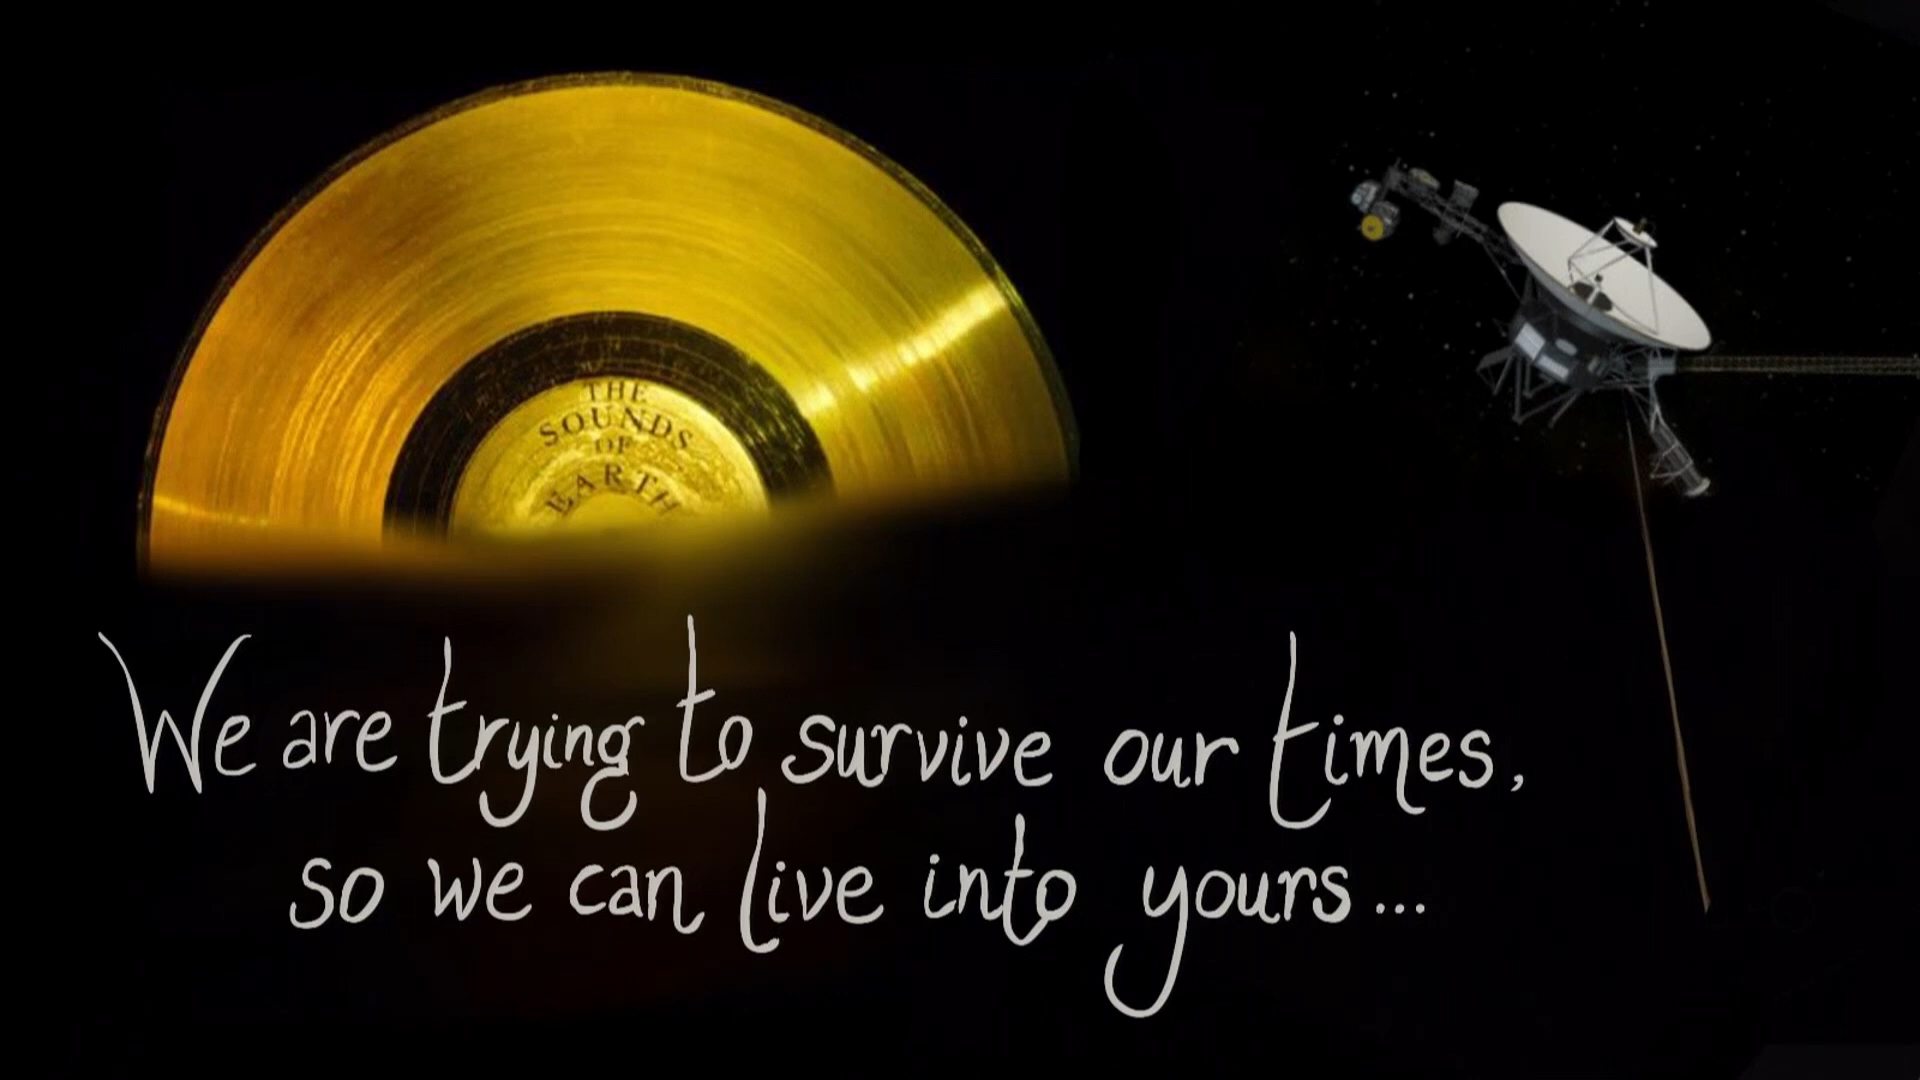 THE
SOUNDS
OF
EARTH
We are trying to survive our times,
so we can live into yours...